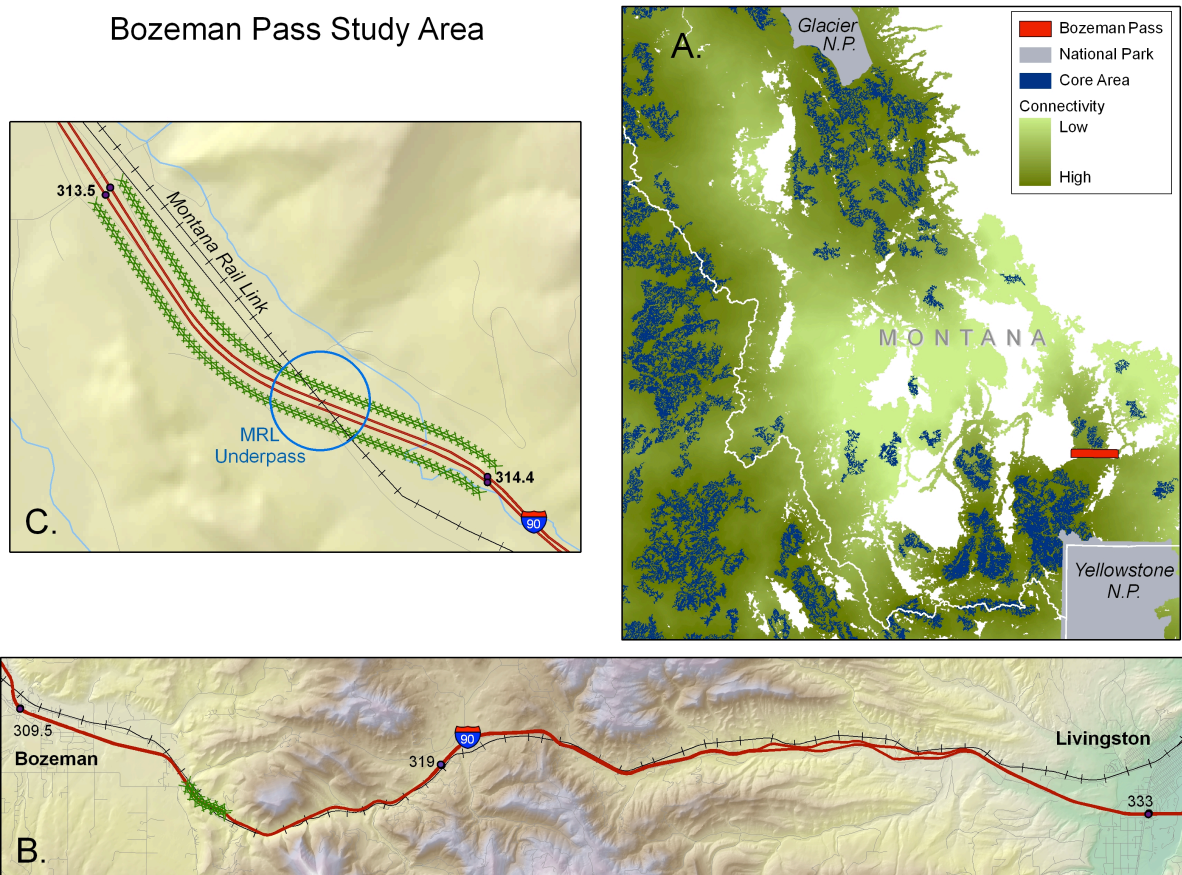 Bozeman Pass Study Area
A.
Glacier
N.P.
Bozeman Pass
National Park
Core Area
Connectivity
Low
High
MONTANA
Yellowstone
N.P.
313.5
Montana Rail Link
MRL
Underpass
314.4
90
C.
309.5
Bozeman
90
319
Livingston
333
B.